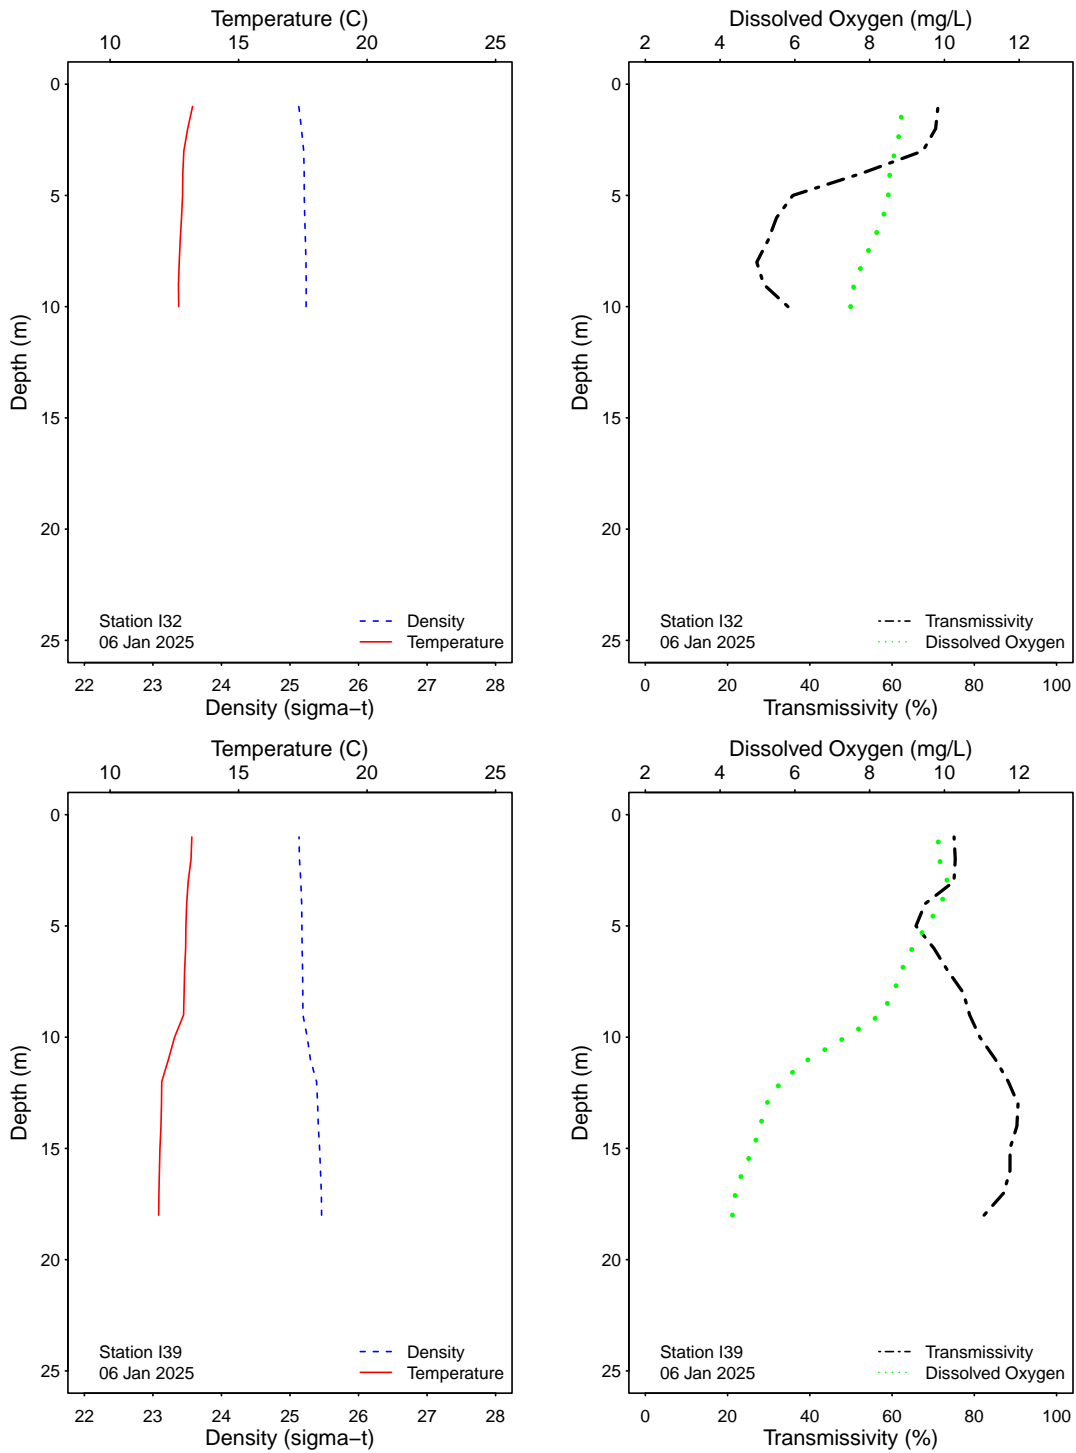 Temperature (C)
10 15 20 25
0
5
10
15
20
25
Depth (m)
Station I32
06 Jan 2025
Density
Temperature
22 23 24 25 26 27 28
Density (sigma−t)
Dissolved Oxygen (mg/L)
2 4 6 8 10 12
0
5
10
15
20
25
Depth (m)
Station I32
06 Jan 2025
Transmissivity
Dissolved Oxygen
0 20 40 60 80 100
Transmissivity (%)
Temperature (C)
10 15 20 25
0
5
10
15
20
25
Depth (m)
Station I39
06 Jan 2025
Density
Temperature
22 23 24 25 26 27 28
Density (sigma−t)
Dissolved Oxygen (mg/L)
2 4 6 8 10 12
0
5
10
15
20
25
Depth (m)
Station I39
06 Jan 2025
Transmissivity
Dissolved Oxygen
0 20 40 60 80 100
Transmissivity (%)